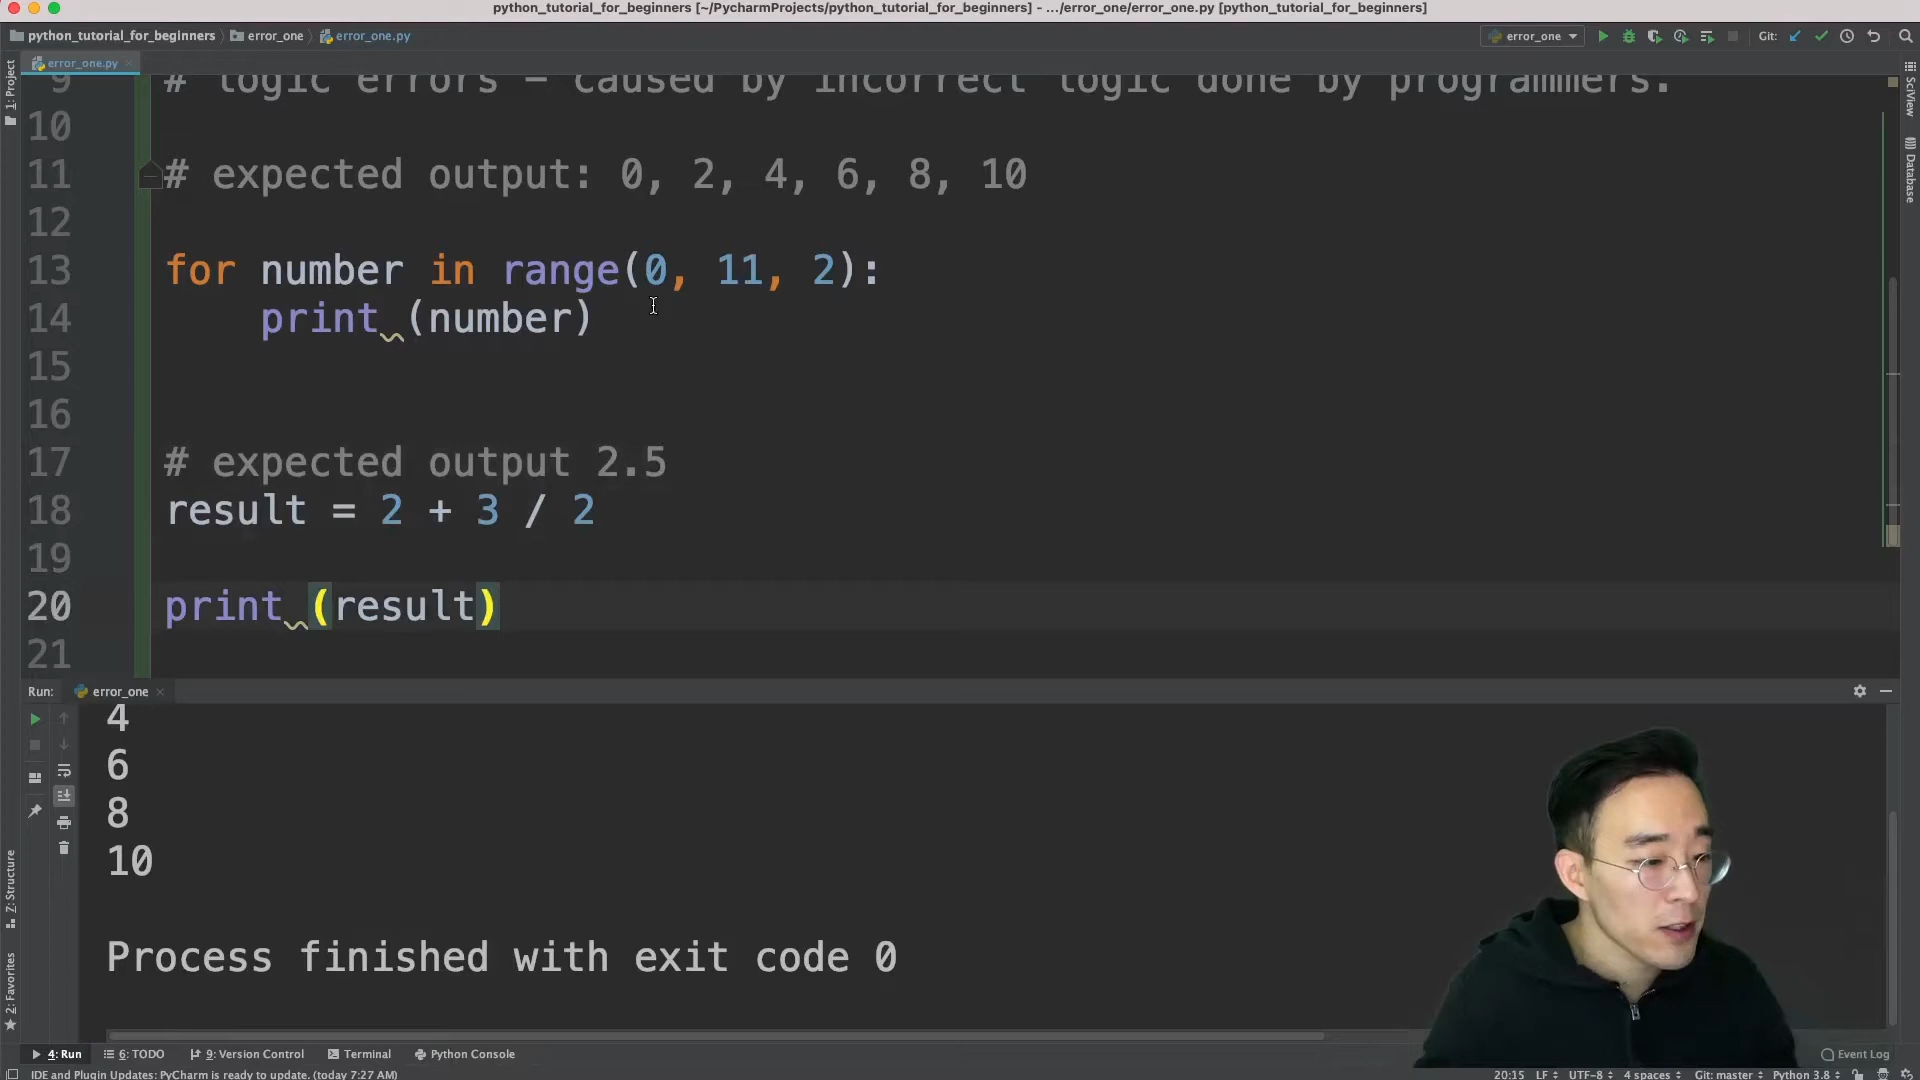 python_tutorial_for_beginners [~/PycharmProjects/python_tutorial_for_beginners] - .../error_one/error_one.py [python_tutorial_for_beginners]
python_tutorial_for_beginners error_one error_one.py error_one Git:
error_one.py
1: Project
SciView
Database
9 # logic errors - caused by incorrect logic done by programmers.
10
11 # expected output: 0, 2, 4, 6, 8, 10
12
13 for number in range(0, 11, 2):
14 print (number)
15
16
17 # expected output 2.5
18 result = 2 + 3 / 2
19
20 print (result)
21
Run: error_one
4
6
8
10
Process finished with exit code 0
Z: Structure
2: Favorites
4: Run 6: TODO 9: Version Control Terminal Python Console Event Log
IDE and Plugin Updates: PyCharm is ready to update. (today 7:27 AM) 20:15 LF UTF-8 4 spaces Git: master Python 3.8